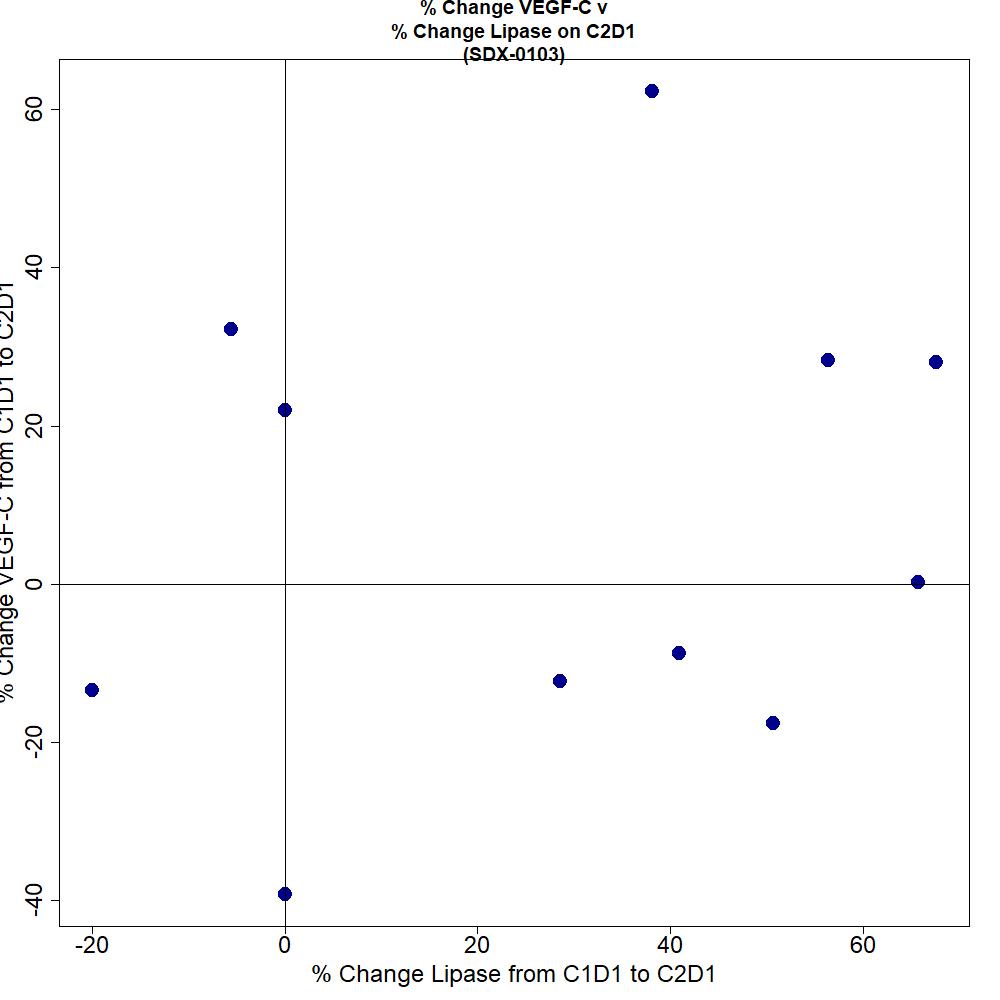 % Change VEGF-C v
% Change Lipase on C2D1
(SDX-0103)
% Change VEGF-C from C1D1 to C2D1
60
40
20
0
-20
-40
-20
0
20
40
60
% Change Lipase from C1D1 to C2D1